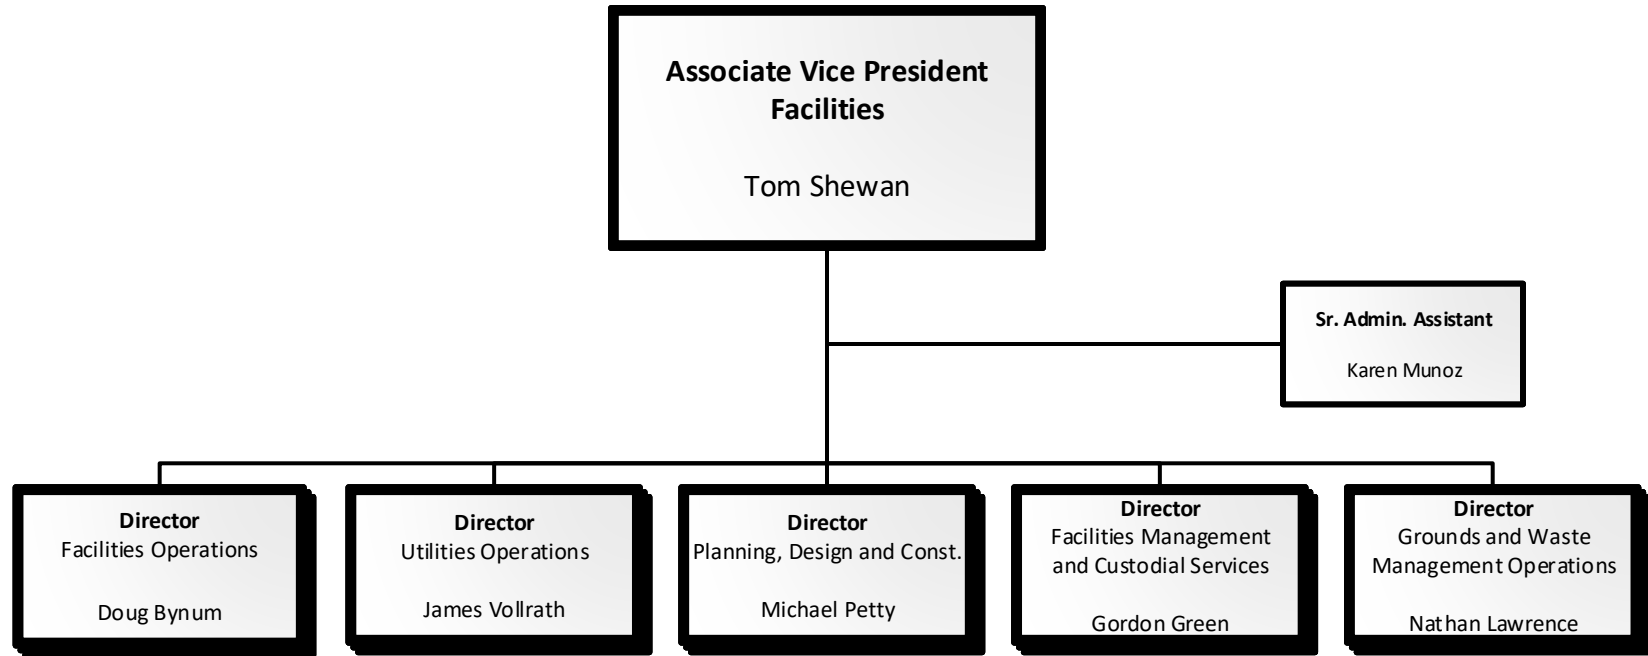 Associate Vice President
Facilities
Tom Shewan
Sr. Admin. Assistant
Karen Munoz
Director
Facilities Operations
Doug Bynum
Director
Utilities Operations
James Vollrath
Director
Planning, Design and Const.
Michael Petty
Director
Facilities Management
and Custodial Services
Gordon Green
Director
Grounds and Waste
Management Operations
Nathan Lawrence